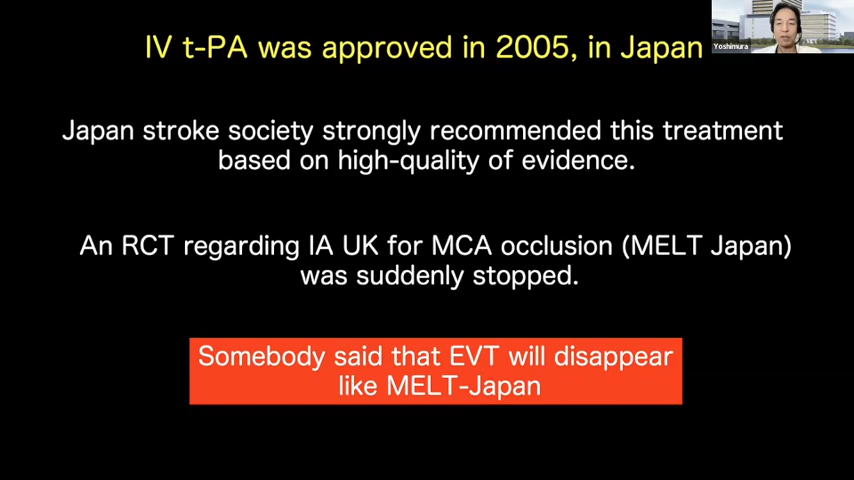 IV t-PA was approved in 2005, in Japan
Yoshimura
Japan stroke society strongly recommended this treatment
based on high-quality of evidence.
An RCT regarding IA UK for MCA occlusion (MELT Japan)
was suddenly stopped.
Somebody said that EVT will disappear
like MELT-Japan